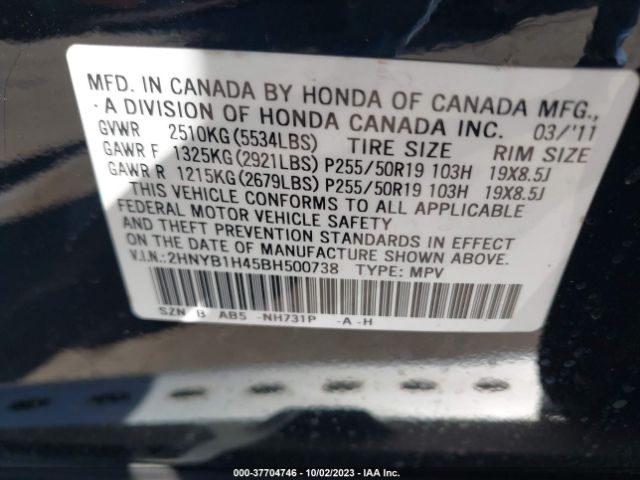 MFD. IN CANADA BY HONDA OF CANADA MFG.,
A DIVISION OF HONDA CANADA INC. 03/'11
GVWR 2510KG(5534LBS) TIRE SIZE RIM SIZE
GAWR F 1325KG(2921LBS) P255/50R19 103H 19X8.5J
GAWR R 1215KG(2679LBS) P255/50R19 103H 19X8.5J
THIS VEHICLE CONFORMS TO ALL APPLICABLE
FEDERAL MOTOR VEHICLE SAFETY
AND THEFT PREVENTION STANDARDS IN EFFECT
ON THE DATE OF MANUFACTURE SHOWN ABOVE.
V.I.N.:2HNYB1H45BH500738 TYPE: MPV
SZN B AB5 -NH731P -A-H
000-37704746 - 10/02/2023 - IAA Inc.